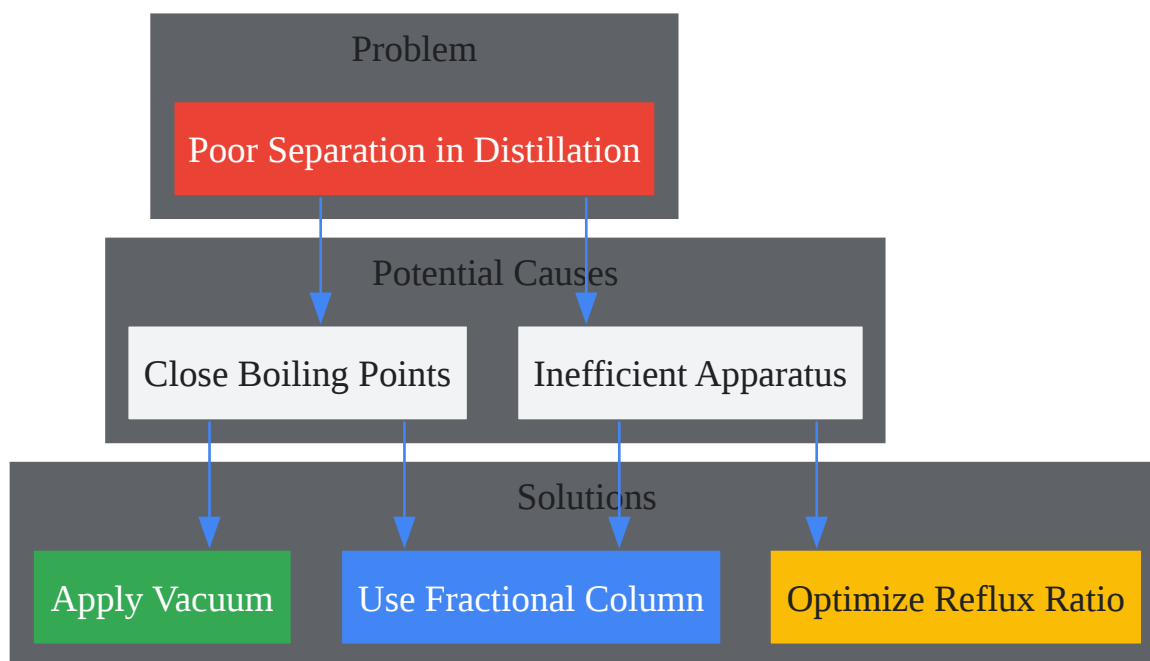 Problem
Poor Separation in Distillation
Potential Causes
Close Boiling Points
Inefficient Apparatus
Solutions
Apply Vacuum
Use Fractional Column
Optimize Reflux Ratio